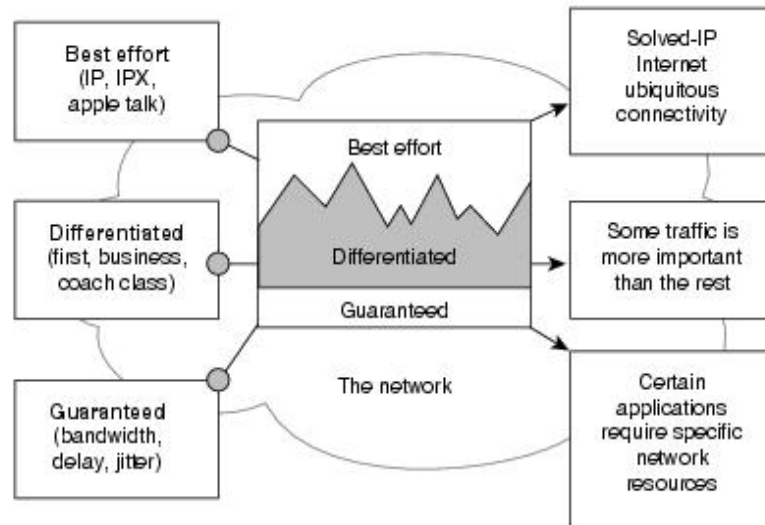 Best effort
(IP, IPX,
apple talk)
Differentiated
(first, business,
coach class)
Guaranteed
(bandwidth,
delay, jitter)
Best effort
Differentiated
Guaranteed
The network
Solved-IP
Internet
ubiquitous
connectivity
Some traffic is
more important
than the rest
Certain
applications
require specific
network
resources